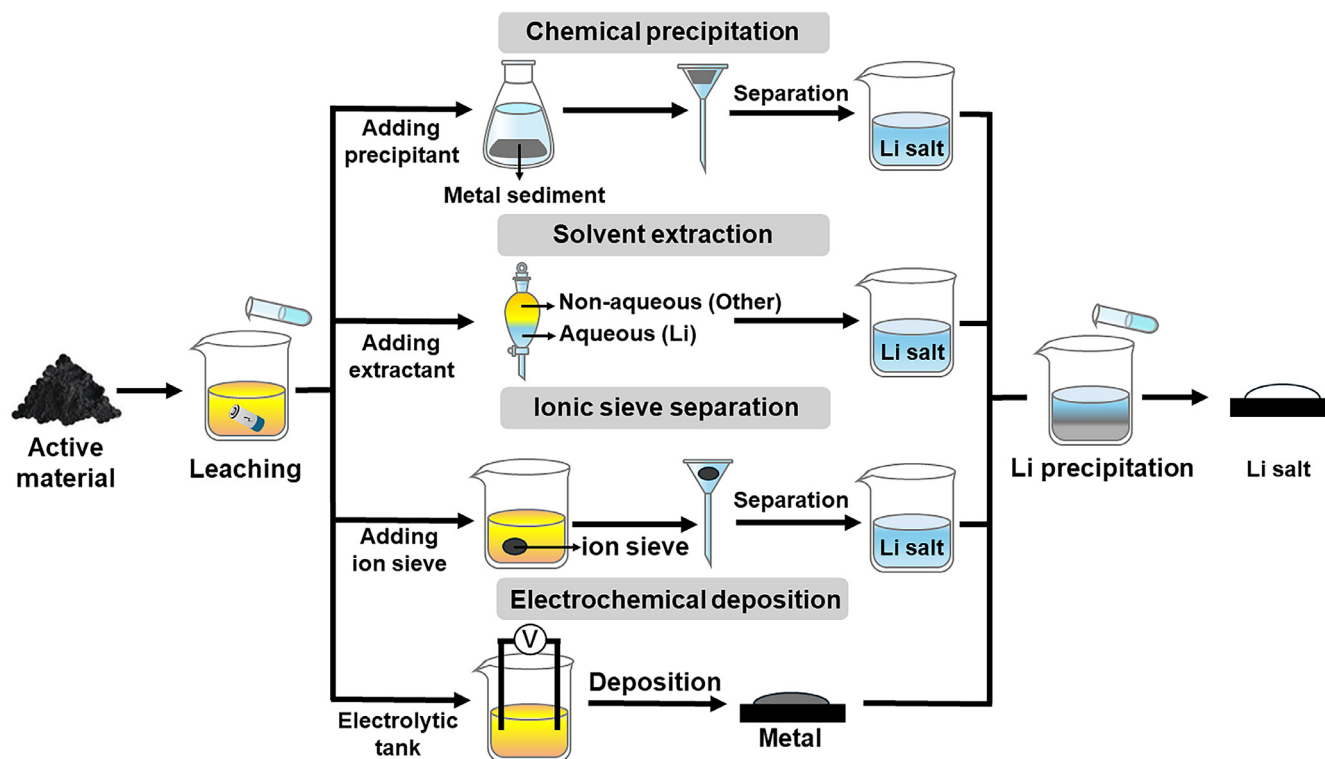 Chemical precipitation
Adding
precipitant
Metal sediment
Separation
Li salt
Solvent extraction
Adding
extractant
Non-aqueous (Other)
Aqueous (Li)
Li salt
Active
material
Leaching
Ionic sieve separation
Adding
ion sieve
ion sieve
Separation
Li salt
Electrochemical deposition
Electrolytic
tank
V
Deposition
Metal
Li precipitation
Li salt